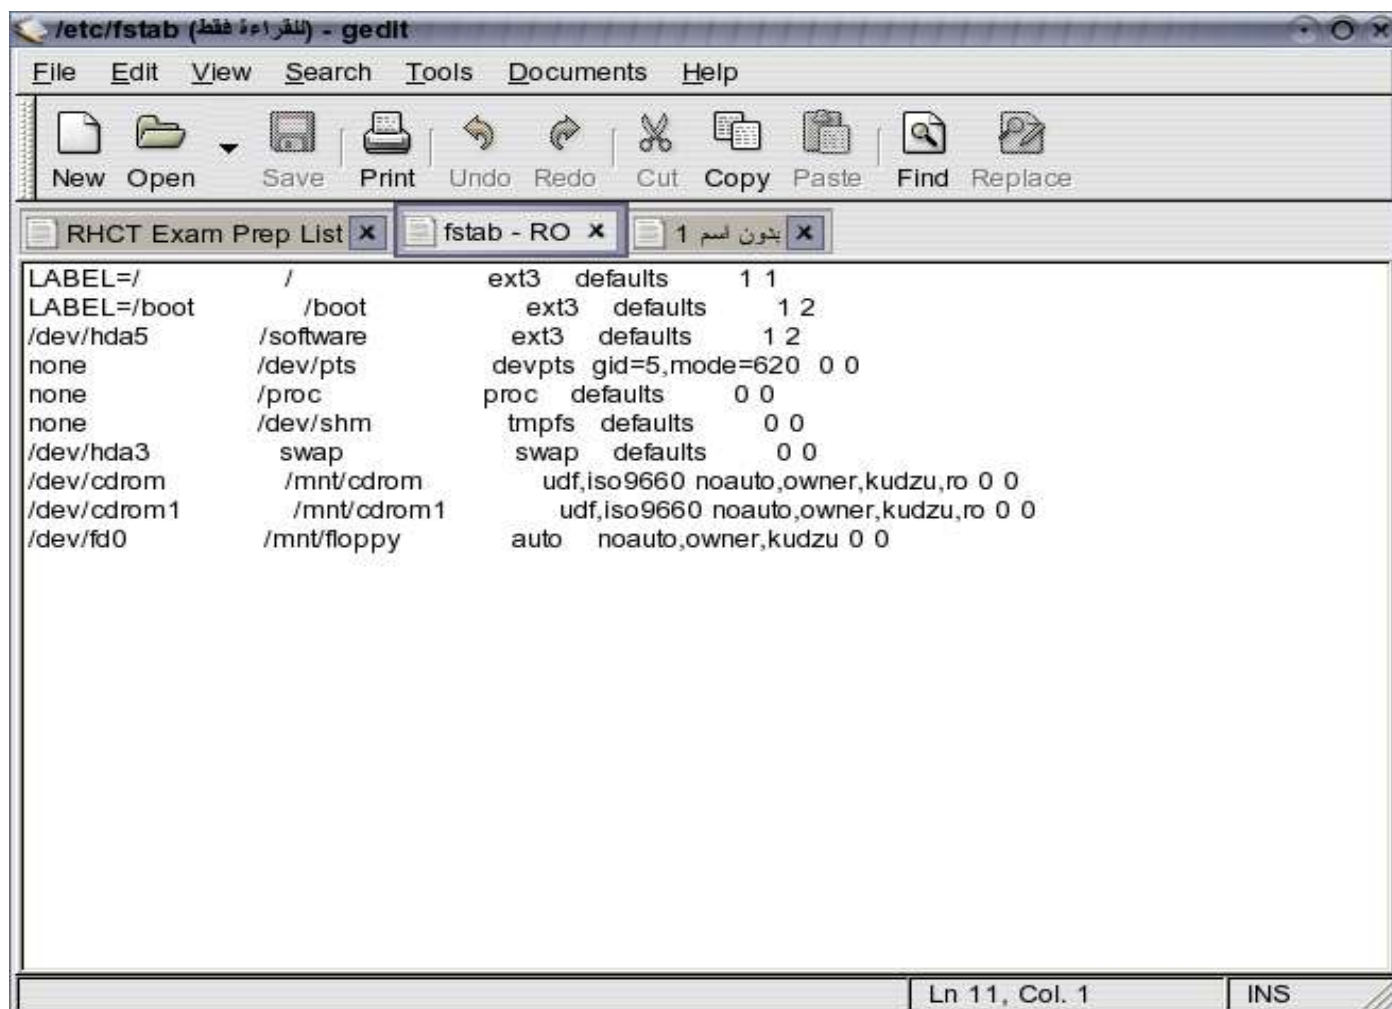 /etc/fstab (للقراءة فقط) - gedit
File Edit View Search Tools Documents Help
New Open Save Print Undo Redo Cut Copy Paste Find Replace
RHCT Exam Prep List fstab - RO بدون اسم 1
LABEL=/ / ext3 defaults 1 1
LABEL=/boot /boot ext3 defaults 1 2
/dev/hda5 /software ext3 defaults 1 2
none /dev/pts devpts gid=5,mode=620 0 0
none /proc proc defaults 0 0
none /dev/shm tmpfs defaults 0 0
/dev/hda3 swap swap defaults 0 0
/dev/cdrom /mnt/cdrom udf,iso9660 noauto,owner,kudzu,ro 0 0
/dev/cdrom1 /mnt/cdrom1 udf,iso9660 noauto,owner,kudzu,ro 0 0
/dev/fd0 /mnt/floppy auto noauto,owner,kudzu 0 0
Ln 11, Col. 1 INS